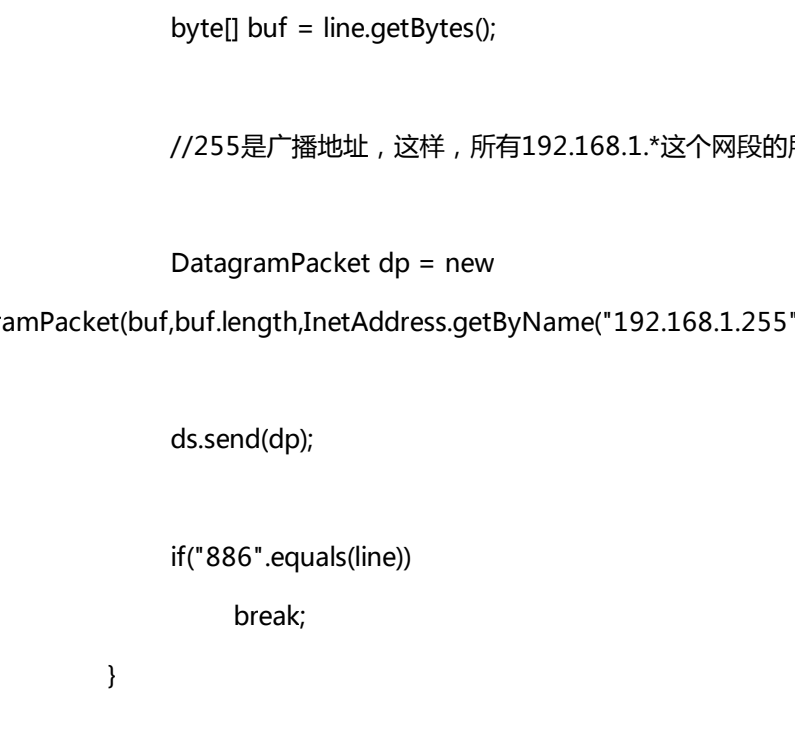 byte[] buf = line.getBytes();
//255是广播地址，这样，所有192.168.1.*这个网段的
DatagramPacket dp = new
amPacket(buf,buf.length,InetAddress.getByName("192.168.1.255"
ds.send(dp);
if("886".equals(line))
break;
}